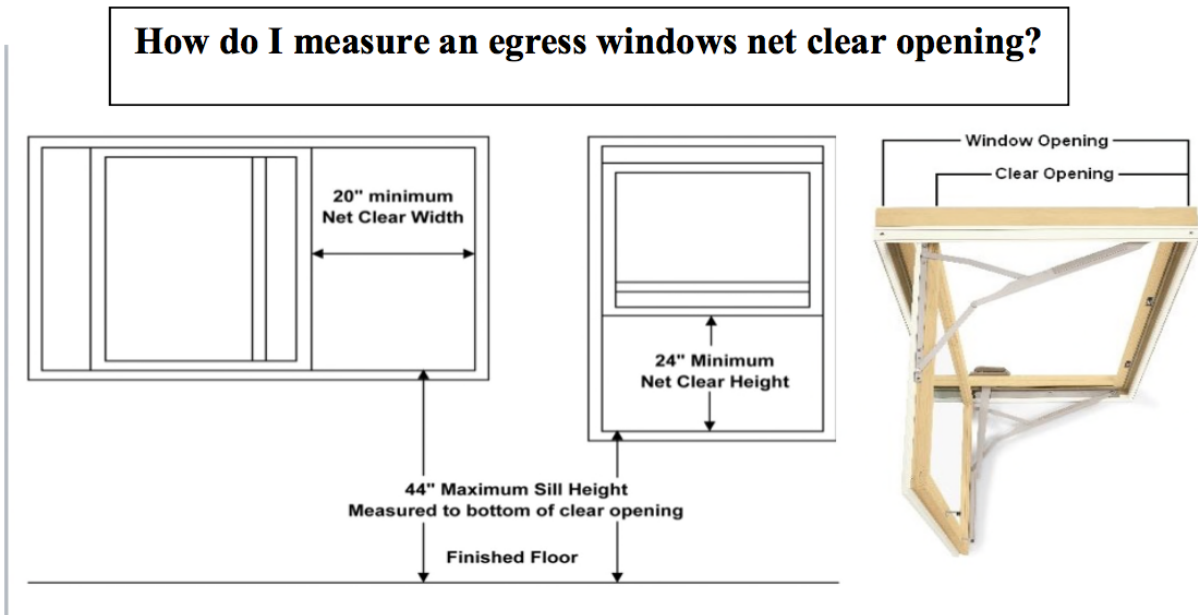 How do I measure an egress windows net clear opening?
20" minimum
Net Clear Width
24" Minimum
Net Clear Height
44" Maximum Sill Height
Measured to bottom of clear opening
Finished Floor
Window Opening
Clear Opening